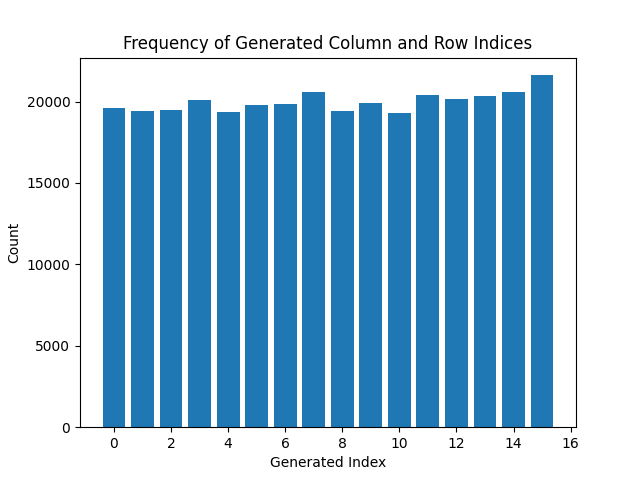 Frequency of Generated Column and Row Indices
20000
15000
10000
5000
0
Count
0 2 4 6 8 10 12 14 16
Generated Index